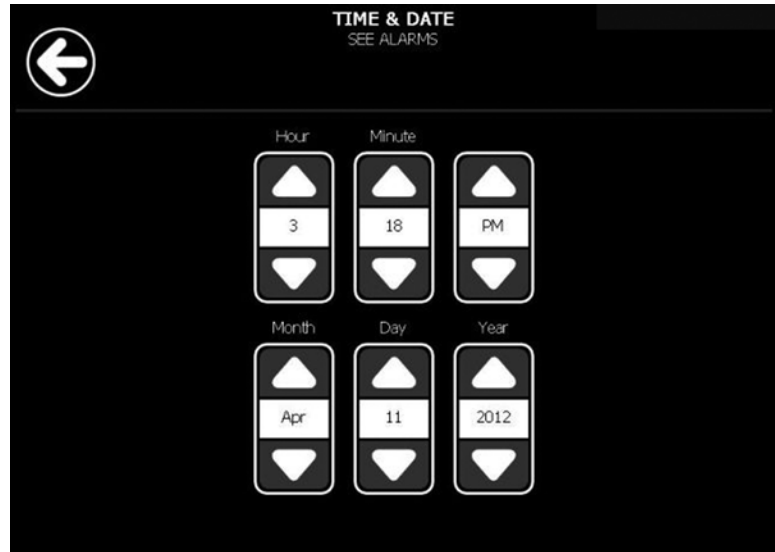 TIME & DATE
SEE ALARMS
Hour Minute
3 18 PM
Month Day Year
Apr 11 2012